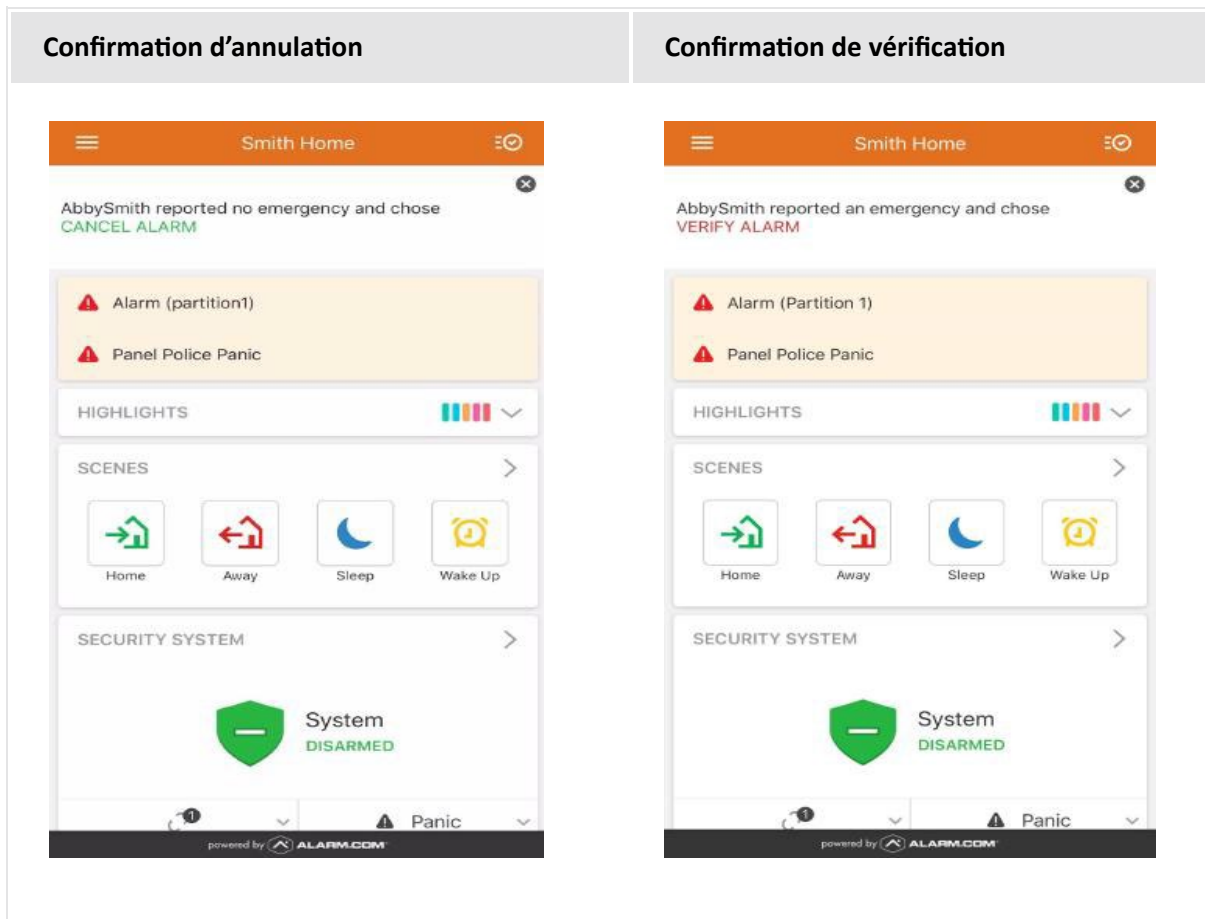 Confirmation d’annulation
Confirmation de vérification
Smith Home
AbbySmith reported no emergency and chose
CANCEL ALARM
Alarm (partition1)
Panel Police Panic
HIGHLIGHTS
SCENES
Home Away Sleep Wake Up
SECURITY SYSTEM
System
DISARMED
1
Panic
powered by ALARM.COM
Smith Home
AbbySmith reported an emergency and chose
VERIFY ALARM
Alarm (Partition 1)
Panel Police Panic
HIGHLIGHTS
SCENES
Home Away Sleep Wake Up
SECURITY SYSTEM
System
DISARMED
1
Panic
powered by ALARM.COM